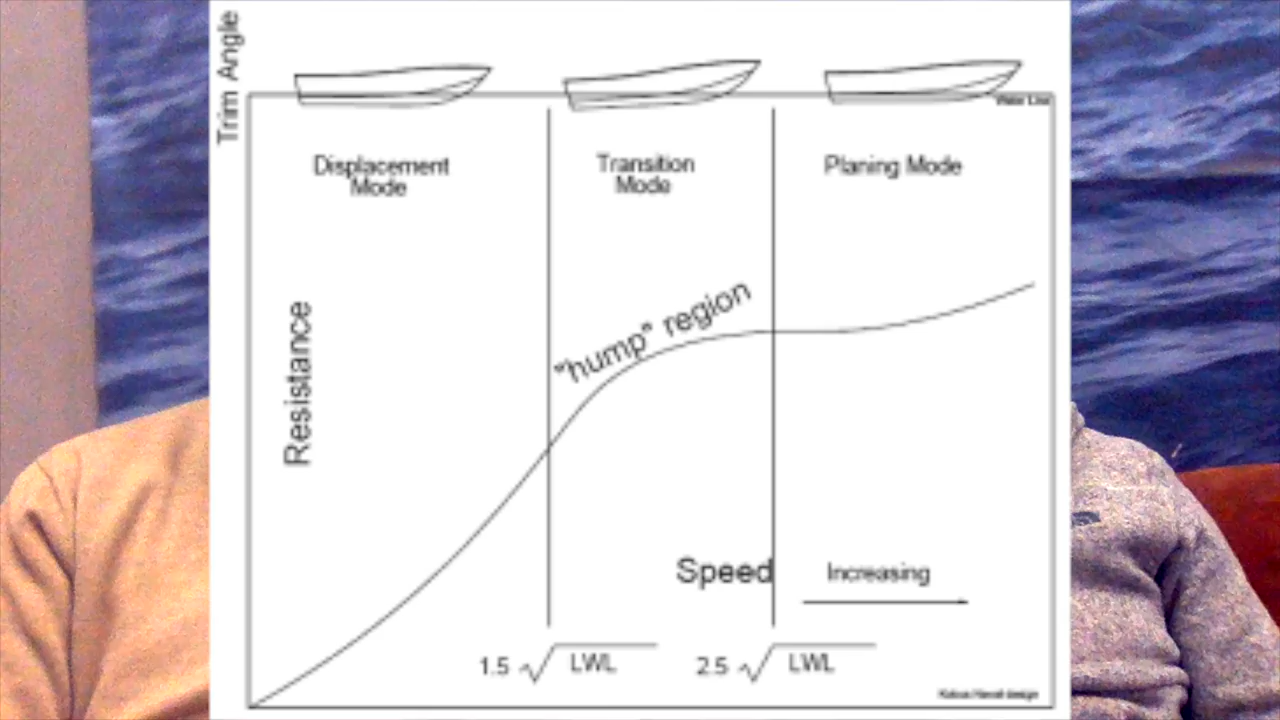 Trim Angle
Water Line
Displacement
Mode
Transition
Mode
Planing Mode
"hump" region
Resistance
Speed
Increasing
1.5 √LWL
2.5 √LWL